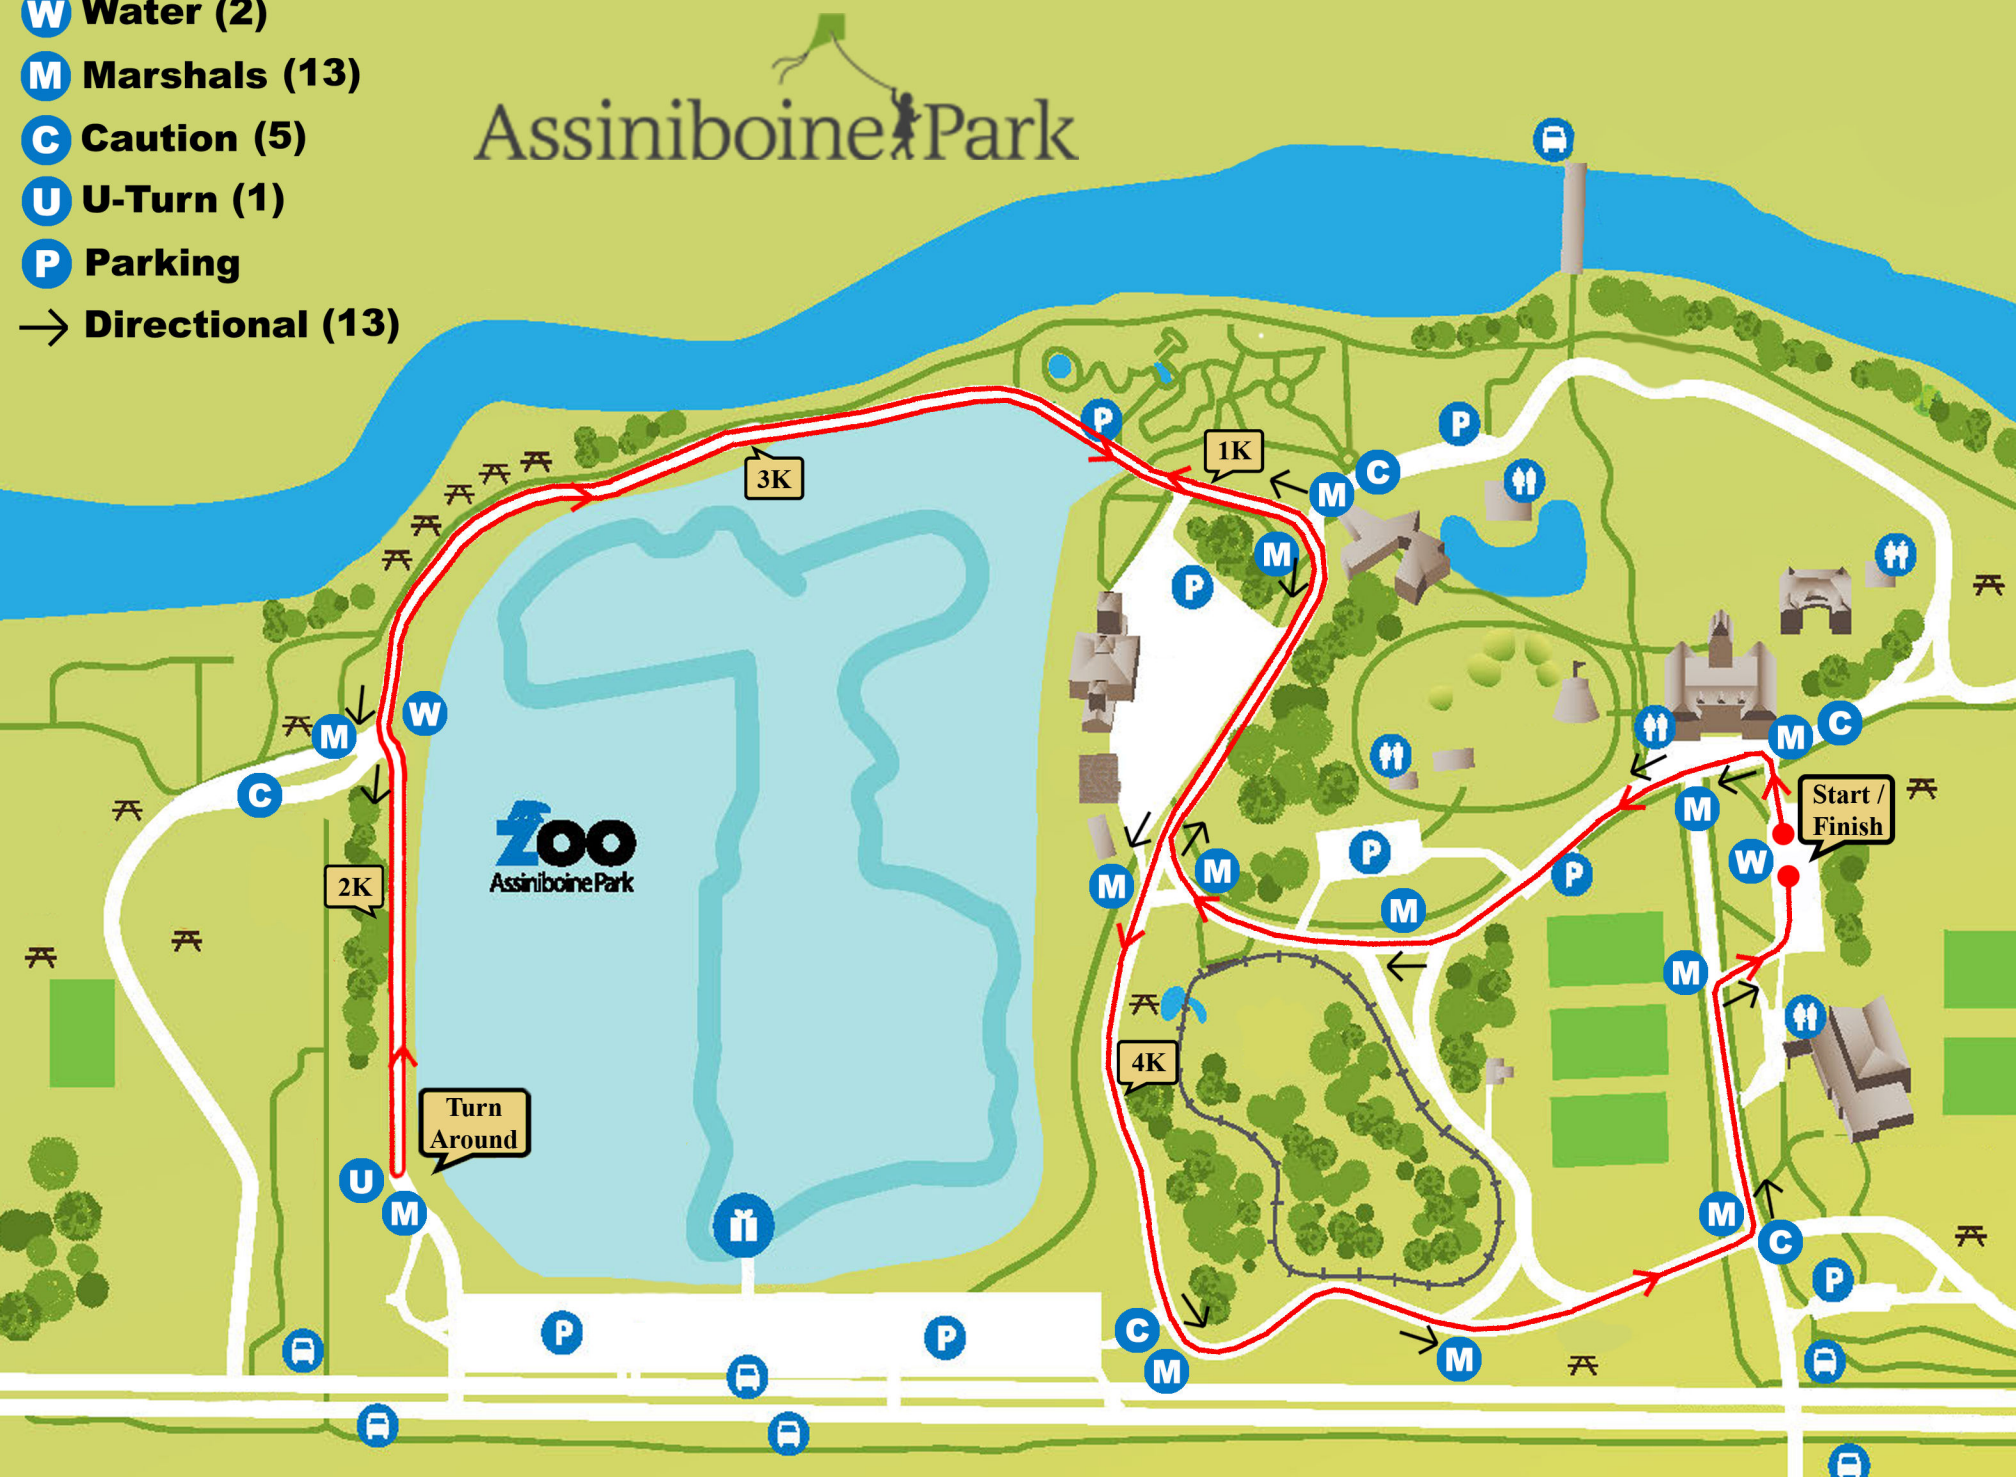 W Water (2)
M Marshals (13)
C Caution (5)
U U-Turn (1)
P Parking
Directional (13)
Assiniboine Park
P
P
1K
C
M
3K
M
P
W
M
C
M
C
Start /
Finish
M
W
P
P
M
M
M
ZOO
Assiniboine Park
2K
M
4K
Turn
Around
U
M
M
C
P
P
P
C
M
M